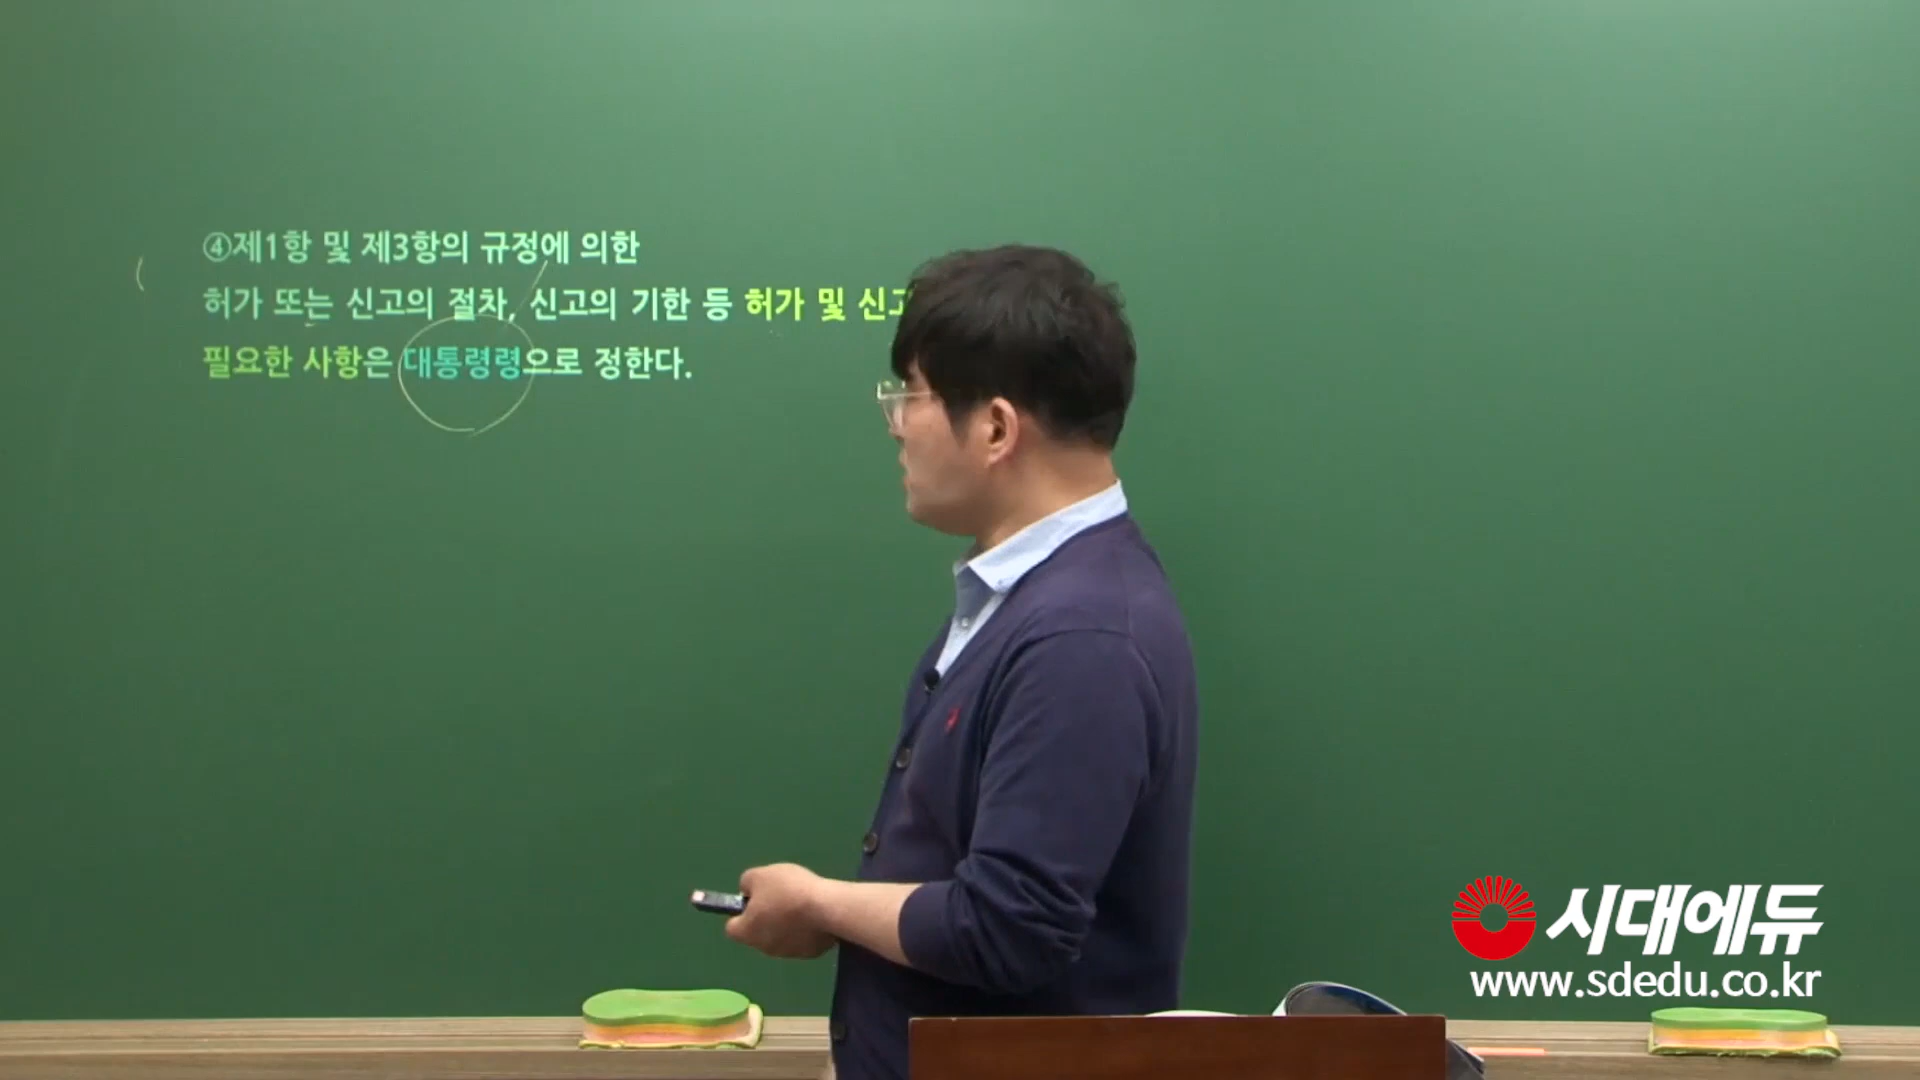 ④제1항 및 제3항의 규정에 의한
허가 또는 신고의 절차, 신고의 기한 등 허가 및 신고
필요한 사항은 대통령령으로 정한다.
시대에듀
www.sdedu.co.kr